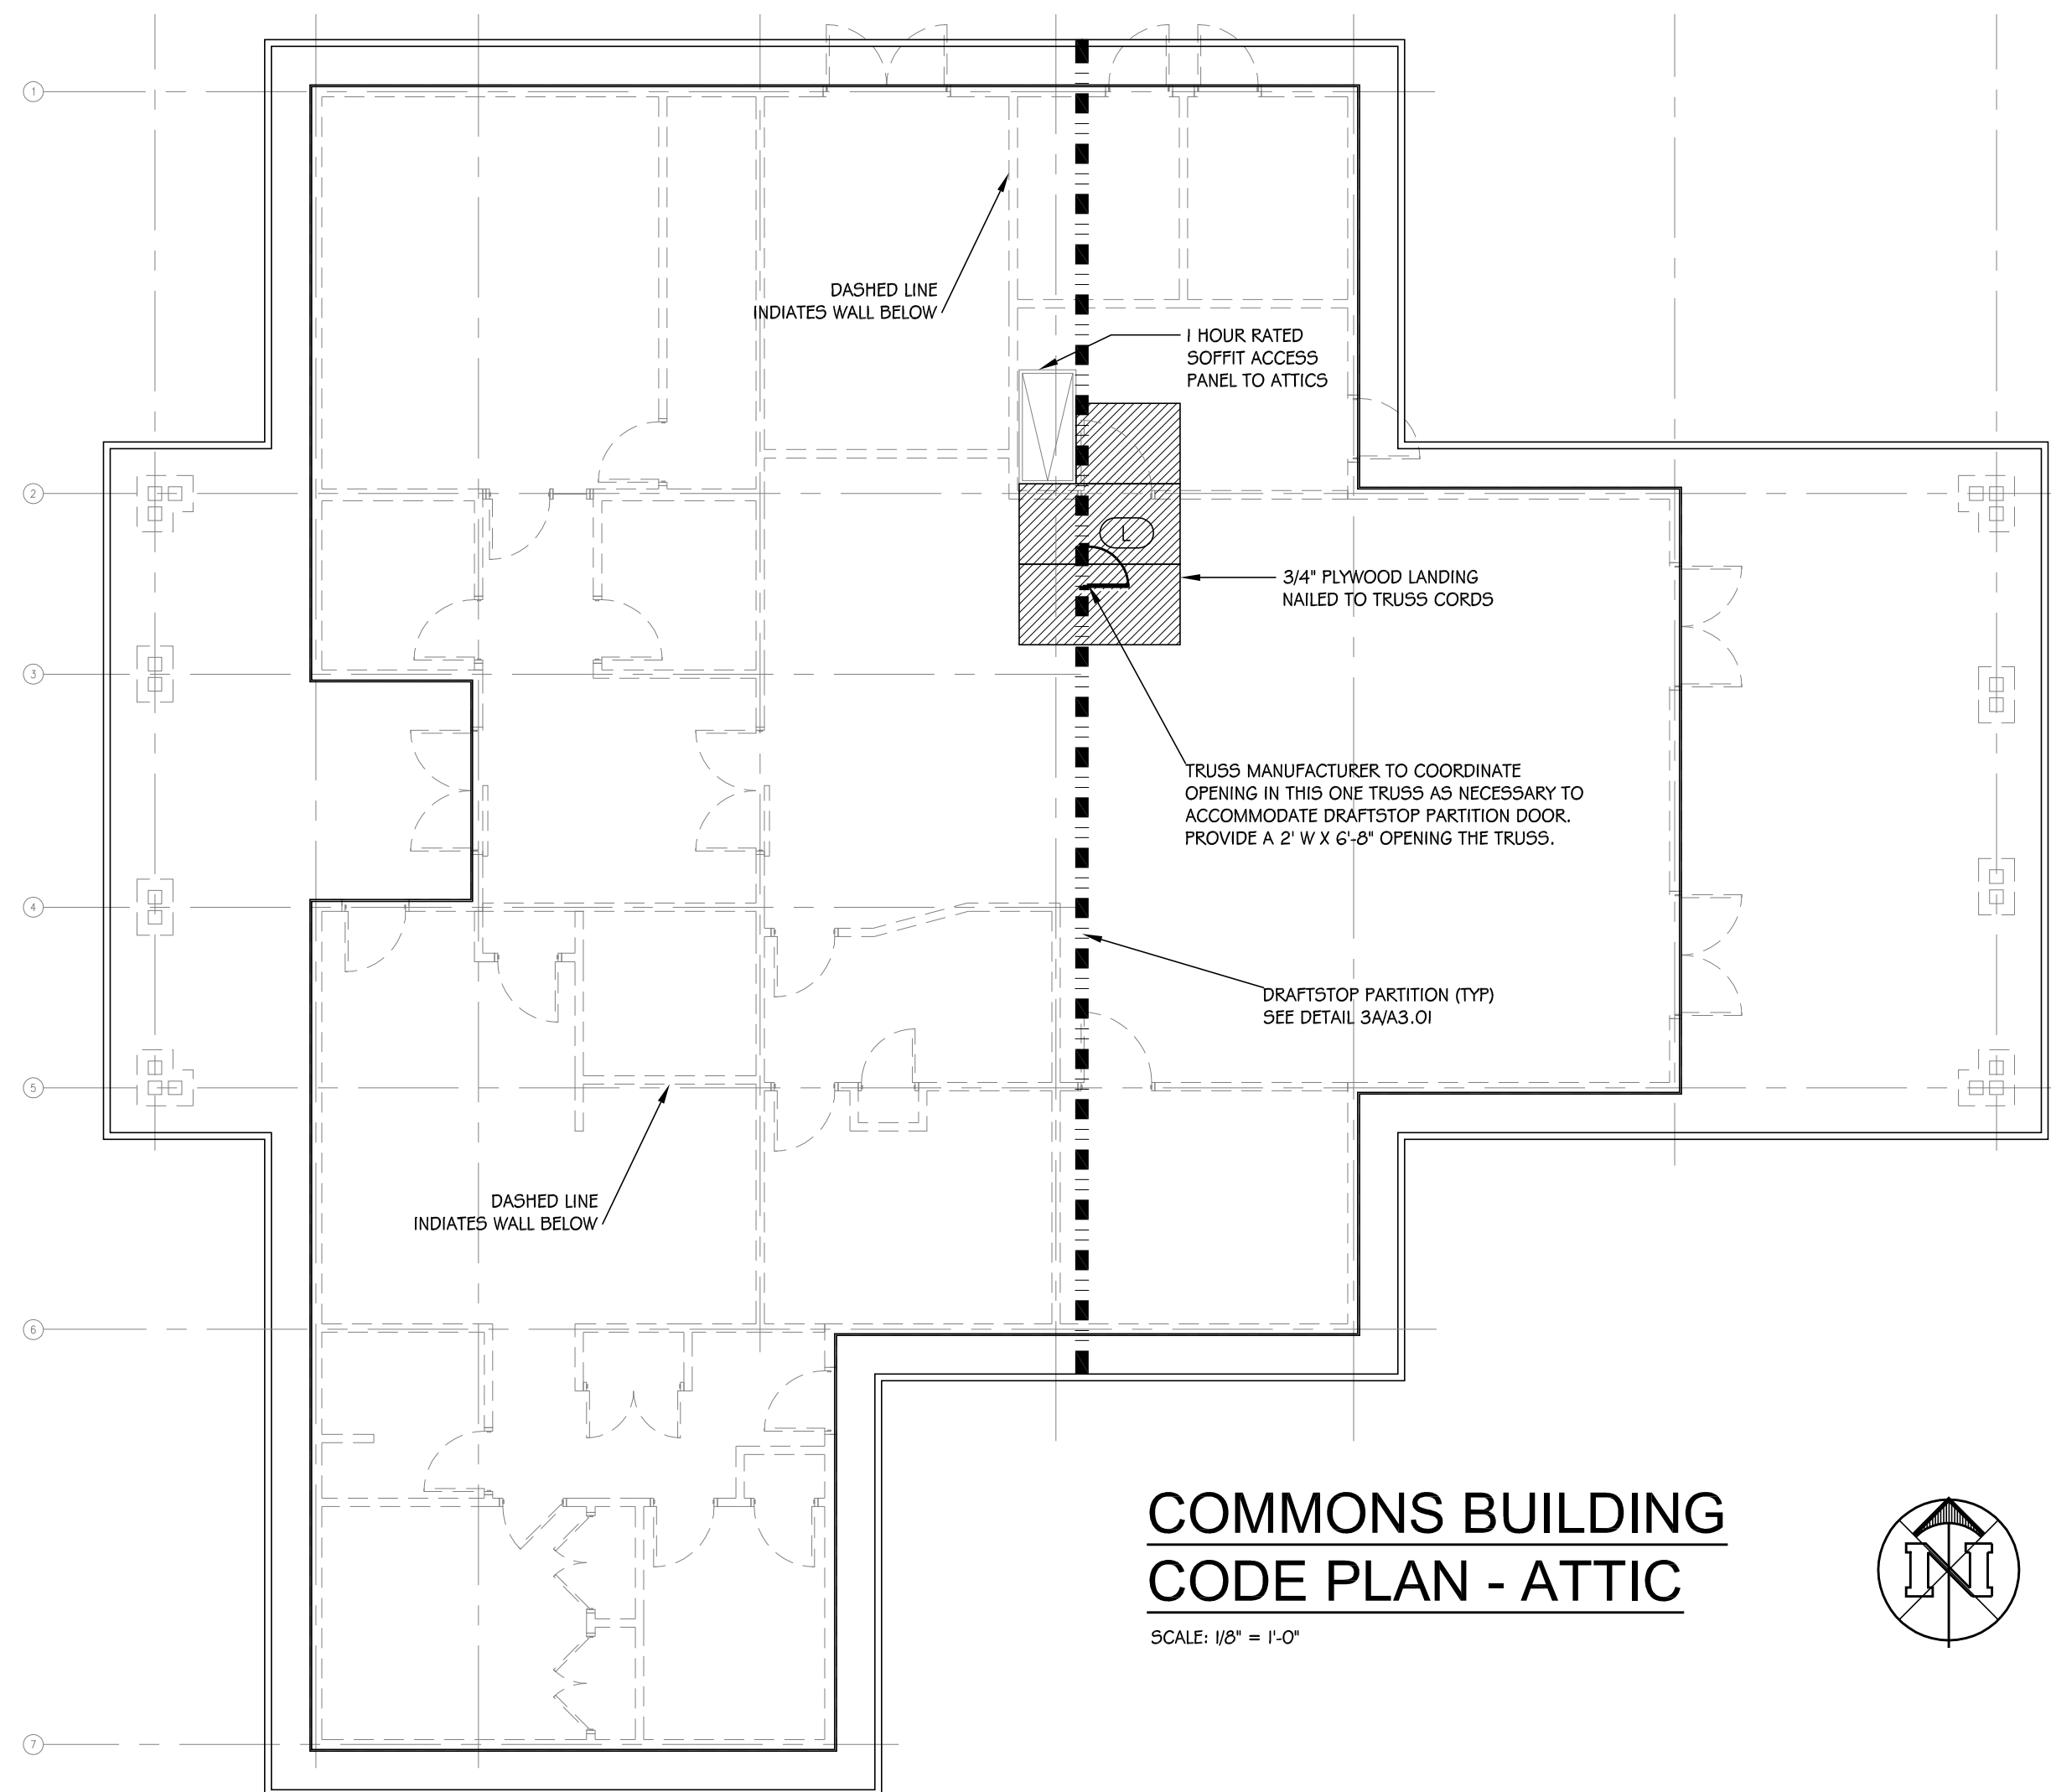 1
DASHED LINE
INDIATES WALL BELOW
1 HOUR RATED
SOFFIT ACCESS
PANEL TO ATTICS
2
L
3/4" PLYWOOD LANDING
NAILED TO TRUSS CORDS
3
TRUSS MANUFACTURER TO COORDINATE
OPENING IN THIS ONE TRUSS AS NECESSARY TO
ACCOMMODATE DRAFTSTOP PARTITION DOOR.
PROVIDE A 2' W X 6'-8" OPENING THE TRUSS.
4
DRAFTSTOP PARTITION (TYP)
SEE DETAIL 3A/A3.01
5
DASHED LINE
INDIATES WALL BELOW
6
COMMONS BUILDING
CODE PLAN - ATTIC
SCALE: 1/8" = 1'-0"
N
7